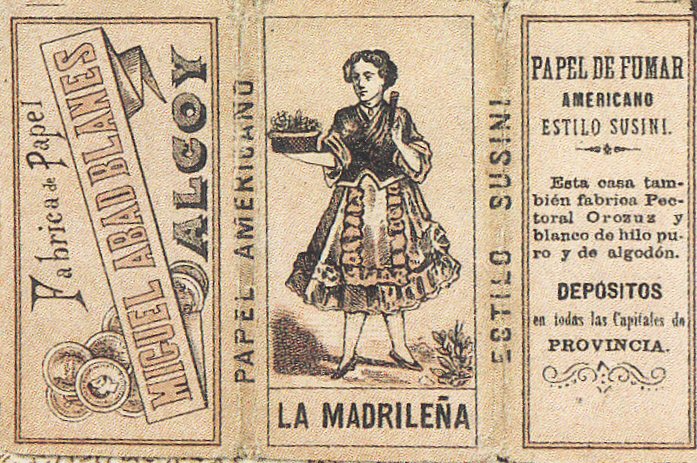 Fabrica de Papel
MIGUEL ABAD BLANES
ALCOY
PAPEL AMERICANO
LA MADRILEÑA
ESTILO SUSINI
PAPEL DE FUMAR
AMERICANO
ESTILO SUSINI.
Esta casa tam-
bién fabrica Pec-
toral Orozuz y
blanco de hilo pu-
ro y de algodón.
DEPÓSITOS
en todas las Capitales de
PROVINCIA.